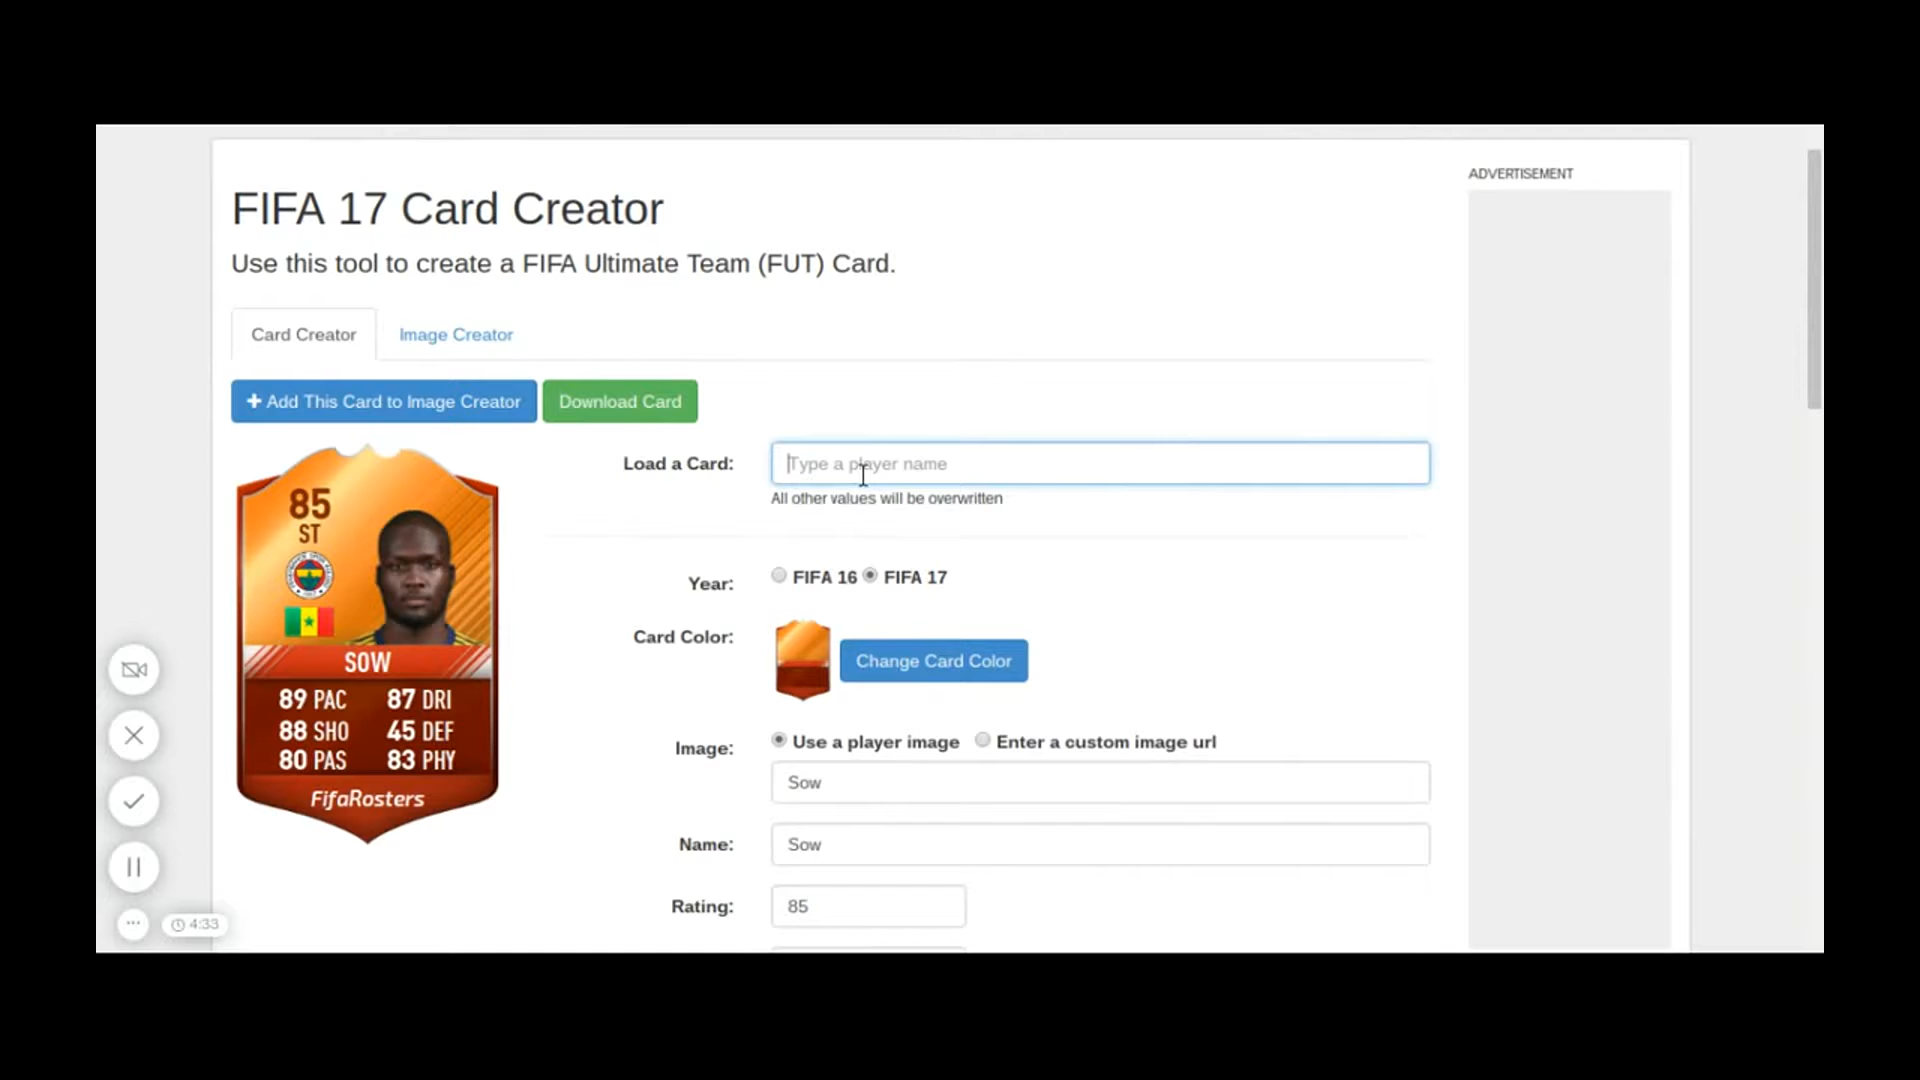 ADVERTISEMENT
FIFA 17 Card Creator
Use this tool to create a FIFA Ultimate Team (FUT) Card.
Card Creator
Image Creator
+ Add This Card to Image Creator
Download Card
Load a Card:
Type a player name
All other values will be overwritten
85
ST
SOW
89 PAC 87 DRI
88 SHO 45 DEF
80 PAS 83 PHY
FifaRosters
Year:
FIFA 16 FIFA 17
Card Color:
Change Card Color
Image:
Use a player image Enter a custom image url
Sow
Name:
Sow
Rating:
85
4:33